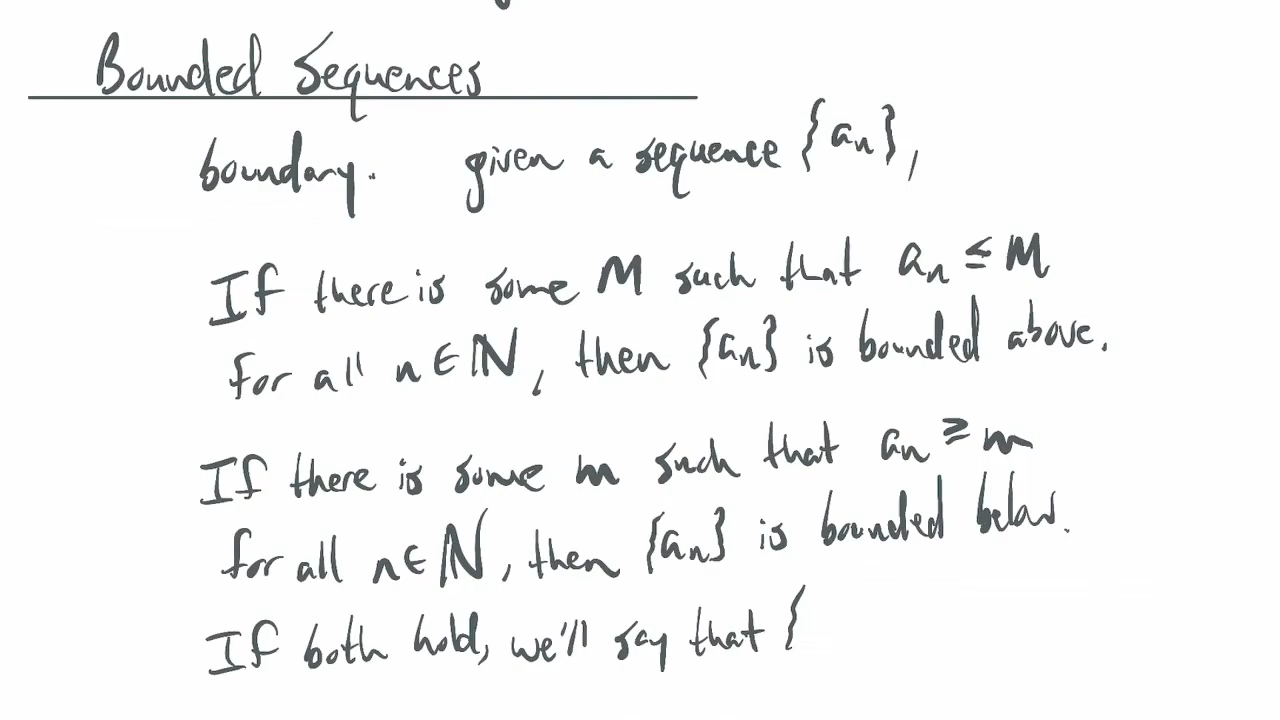 Bounded Sequences
boundary. given a sequence {aₙ},
If there is some M such that aₙ ≤ M
for all n ∈ ℕ, then {aₙ} is bounded above.
If there is some m such that aₙ ≥ m
for all n ∈ ℕ, then {aₙ} is bounded below.
If both hold, we'll say that {